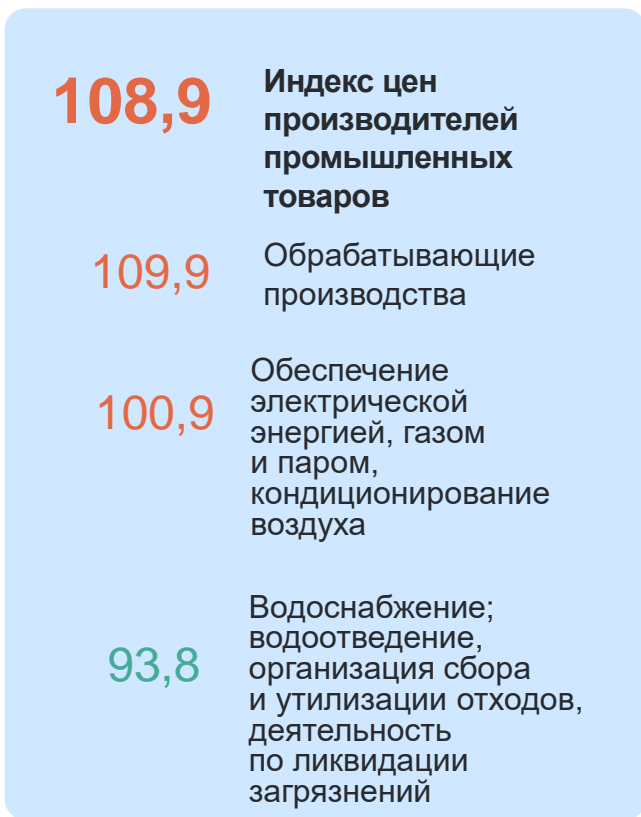 108,9
Индекс цен
производителей
промышленных
товаров
109,9
Обрабатывающие
производства
100,9
Обеспечение
электрической
энергией, газом
и паром,
кондиционирование
воздуха
93,8
Водоснабжение;
водоотведение,
организация сбора
и утилизации отходов,
деятельность
по ликвидации
загрязнений